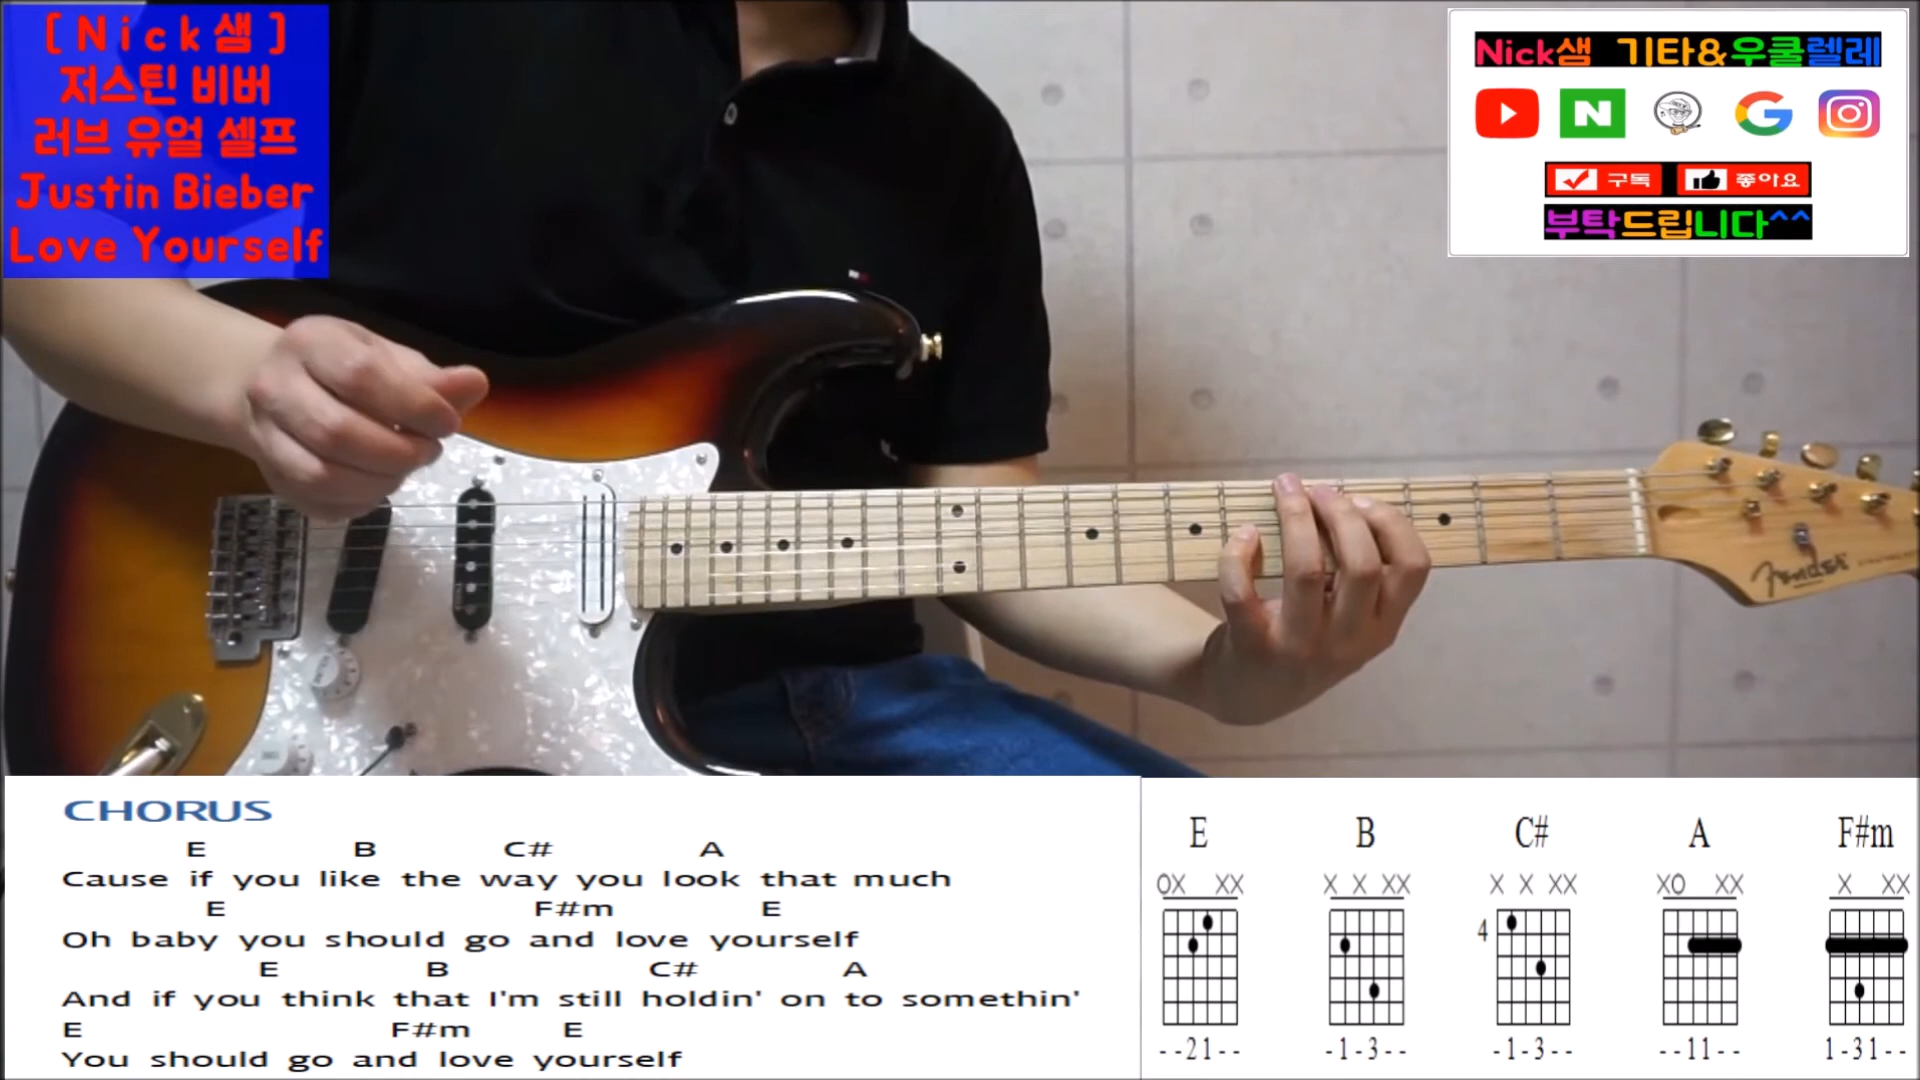 [Nick샘]
저스틴 비버
러브 유얼 셀프
Justin Bieber
Love Yourself
Nick샘 기타&우쿨렐레
N G
구독 좋아요
부탁드립니다^^
Fender
CHORUS
E B C# A
Cause if you like the way you look that much
E F#m E
Oh baby you should go and love yourself
E B C# A
And if you think that I'm still holdin' on to somethin'
E F#m E
You should go and love yourself
E B C# A F#m
OX XX X X XX X X XX XO XX X XX
4
--21-- -1-3-- -1-3-- --11-- 1-31--